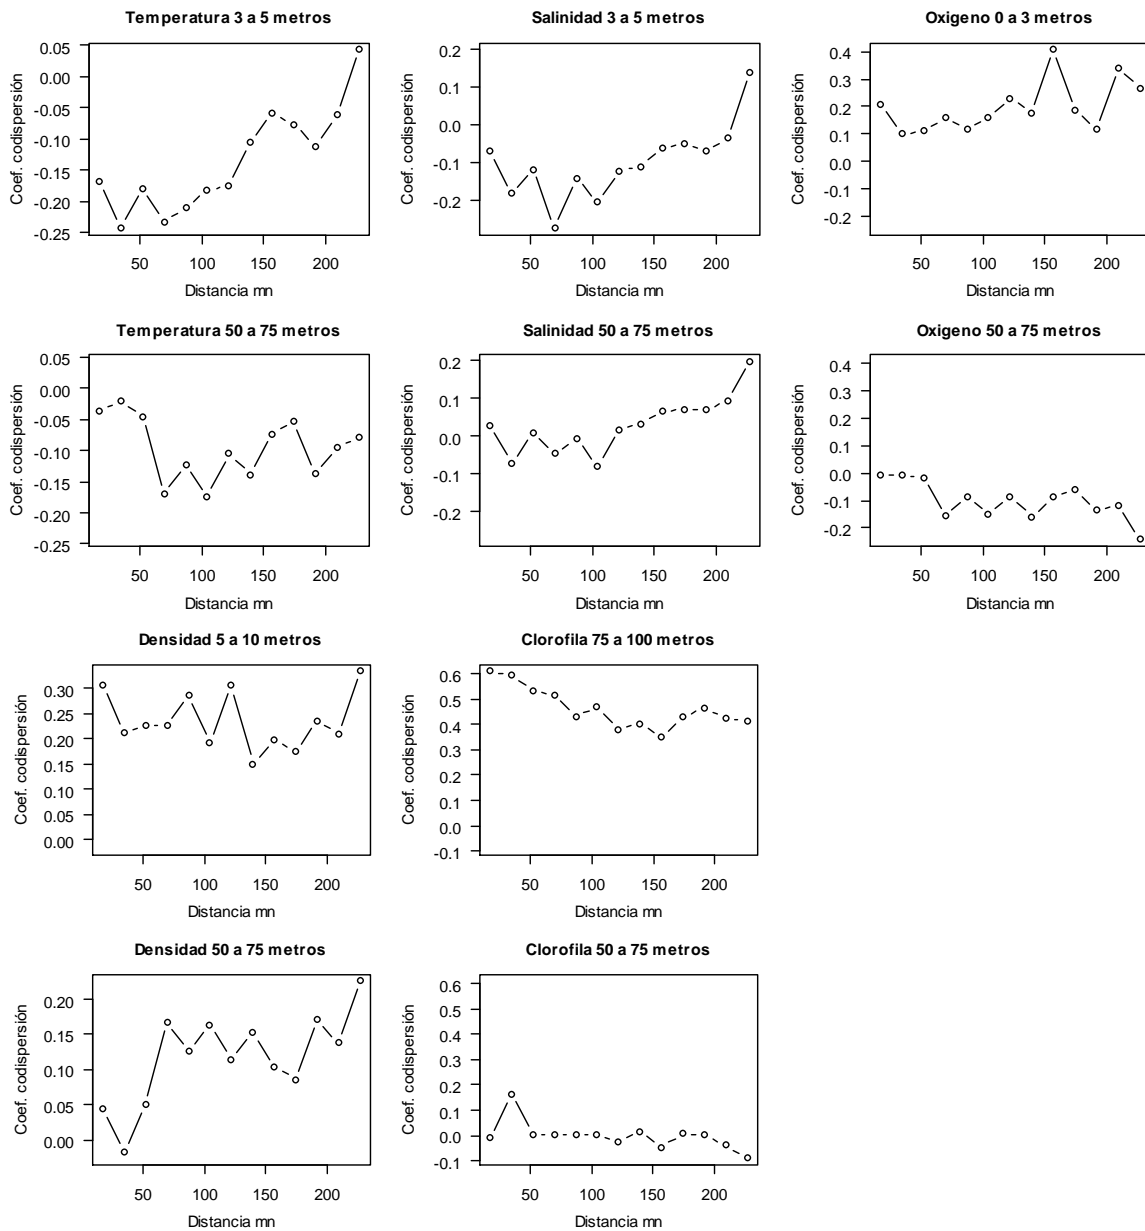 Temperatura 3 a 5 metros
Coef. codispersión
0.05
0.00
-0.05
-0.10
-0.15
-0.20
-0.25
50 100 150 200
Distancia mn
Salinidad 3 a 5 metros
Coef. codispersión
0.2
0.1
0.0
-0.1
-0.2
50 100 150 200
Distancia mn
Oxigeno 0 a 3 metros
Coef. codispersión
0.4
0.3
0.2
0.1
0.0
-0.1
-0.2
50 100 150 200
Distancia mn
Temperatura 50 a 75 metros
Coef. codispersión
0.05
0.00
-0.05
-0.10
-0.15
-0.20
-0.25
50 100 150 200
Distancia mn
Salinidad 50 a 75 metros
Coef. codispersión
0.2
0.1
0.0
-0.1
-0.2
50 100 150 200
Distancia mn
Oxigeno 50 a 75 metros
Coef. codispersión
0.4
0.3
0.2
0.1
0.0
-0.1
-0.2
50 100 150 200
Distancia mn
Densidad 5 a 10 metros
Coef. codispersión
0.30
0.25
0.20
0.15
0.10
0.05
0.00
50 100 150 200
Distancia mn
Clorofila 75 a 100 metros
Coef. codispersión
0.6
0.5
0.4
0.3
0.2
0.1
0.0
-0.1
50 100 150 200
Distancia mn
Densidad 50 a 75 metros
Coef. codispersión
0.20
0.15
0.10
0.05
0.00
50 100 150 200
Distancia mn
Clorofila 50 a 75 metros
Coef. codispersión
0.6
0.5
0.4
0.3
0.2
0.1
0.0
-0.1
50 100 150 200
Distancia mn